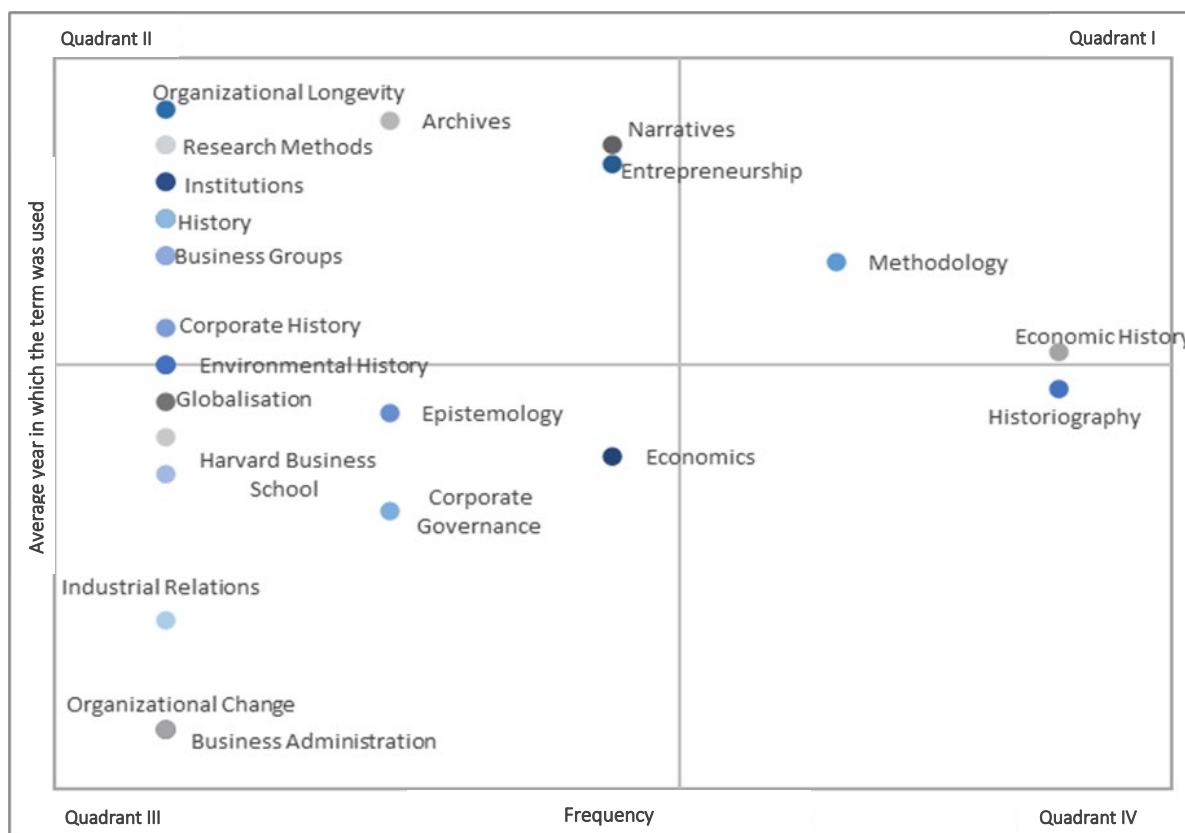 Quadrant II
Quadrant I
Organizational Longevity
Archives
Narratives
Research Methods
Entrepreneurship
Institutions
History
Business Groups
Methodology
Corporate History
Economic History
Environmental History
Globalisation
Epistemology
Historiography
Harvard Business
School
Economics
Corporate
Governance
Industrial Relations
Organizational Change
Business Administration
Average year in which the term was used
Quadrant III
Frequency
Quadrant IV